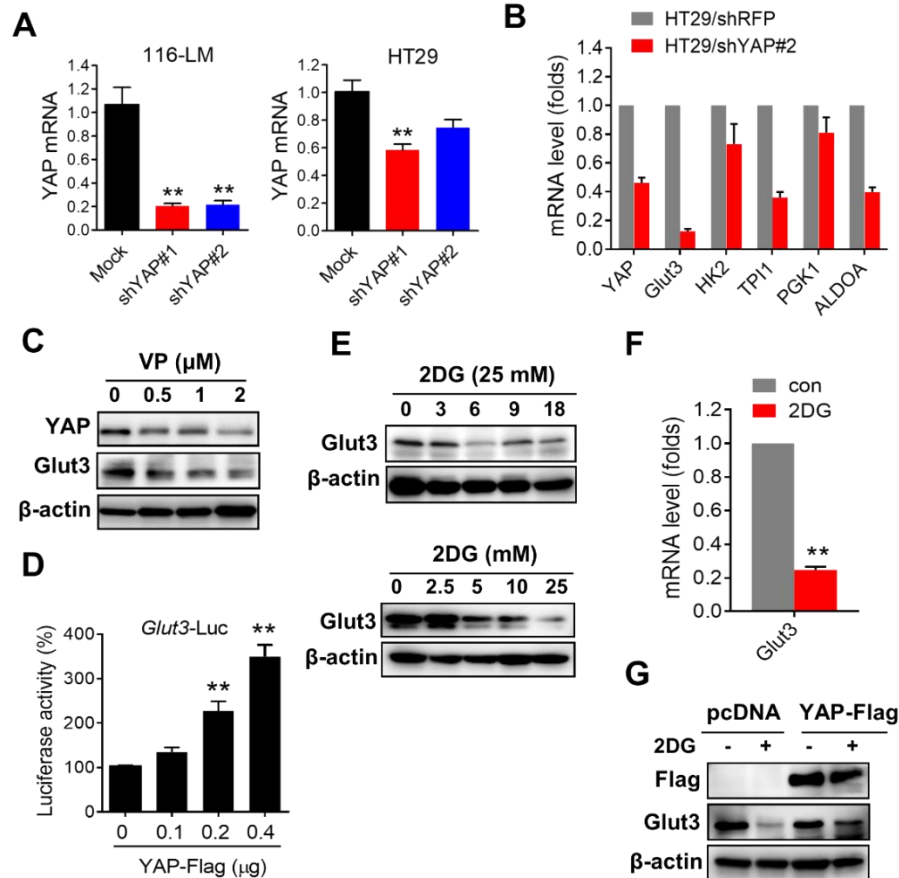 A
116-LM
YAP mRNA
1.4
1.2
1.0
0.8
0.6
0.4
0.2
0
**
**
Mock
shYAP#1
shYAP#2
HT29
YAP mRNA
1.4
1.2
1.0
0.8
0.6
0.4
0.2
0.0
**
Mock
shYAP#1
shYAP#2
B
HT29/shRFP
HT29/shYAP#2
mRNA level (folds)
1.4
1.2
1.0
0.8
0.6
0.4
0.2
0.0
YAP
Glut3
HK2
TPI1
PGK1
ALDOA
C
VP (μM)
0 0.5 1 2
YAP
Glut3
β-actin
D
Glut3-Luc
Luciferase activity (%)
400
300
200
100
0
**
**
0 0.1 0.2 0.4
YAP-Flag (μg)
E
2DG (25 mM)
0 3 6 9 18
Glut3
β-actin
2DG (mM)
0 2.5 5 10 25
Glut3
β-actin
F
con
2DG
mRNA level (folds)
1.2
1.0
0.8
0.6
0.4
0.2
0.0
**
Glut3
G
pcDNA YAP-Flag
2DG - + - +
Flag
Glut3
β-actin